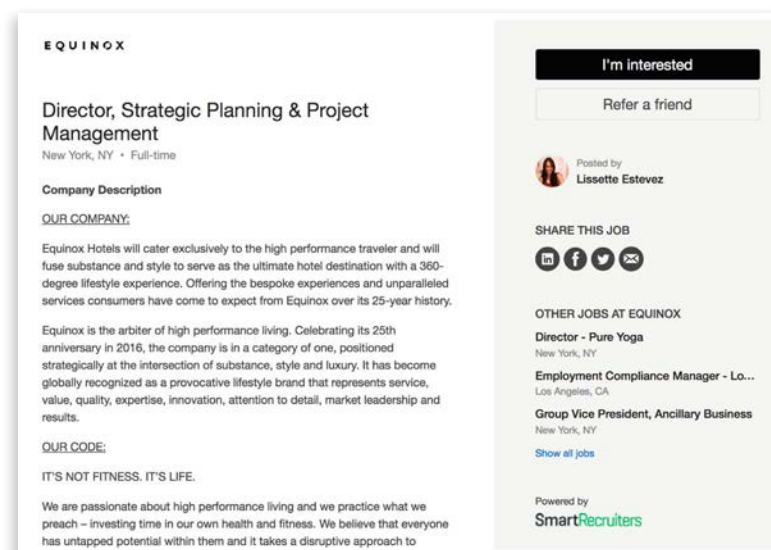 EQUINOX
Director, Strategic Planning & Project
Management
New York, NY • Full-time
Company Description
OUR COMPANY:
Equinox Hotels will cater exclusively to the high performance traveler and will
fuse substance and style to serve as the ultimate hotel destination with a 360-
degree lifestyle experience. Offering the bespoke experiences and unparalleled
services consumers have come to expect from Equinox over its 25-year history.
Equinox is the arbiter of high performance living. Celebrating its 25th
anniversary in 2016, the company is in a category of one, positioned
strategically at the intersection of substance, style and luxury. It has become
globally recognized as a provocative lifestyle brand that represents service,
value, quality, expertise, innovation, attention to detail, market leadership and
results.
OUR CODE:
IT'S NOT FITNESS. IT'S LIFE.
We are passionate about high performance living and we practice what we
preach – investing time in our own health and fitness. We believe that everyone
has untapped potential within them and it takes a disruptive approach to
I'm interested
Refer a friend
Posted by
Lissette Estevez
SHARE THIS JOB
OTHER JOBS AT EQUINOX
Director - Pure Yoga
New York, NY
Employment Compliance Manager - Lo...
Los Angeles, CA
Group Vice President, Ancillary Business
New York, NY
Show all jobs
Powered by
SmartRecruiters